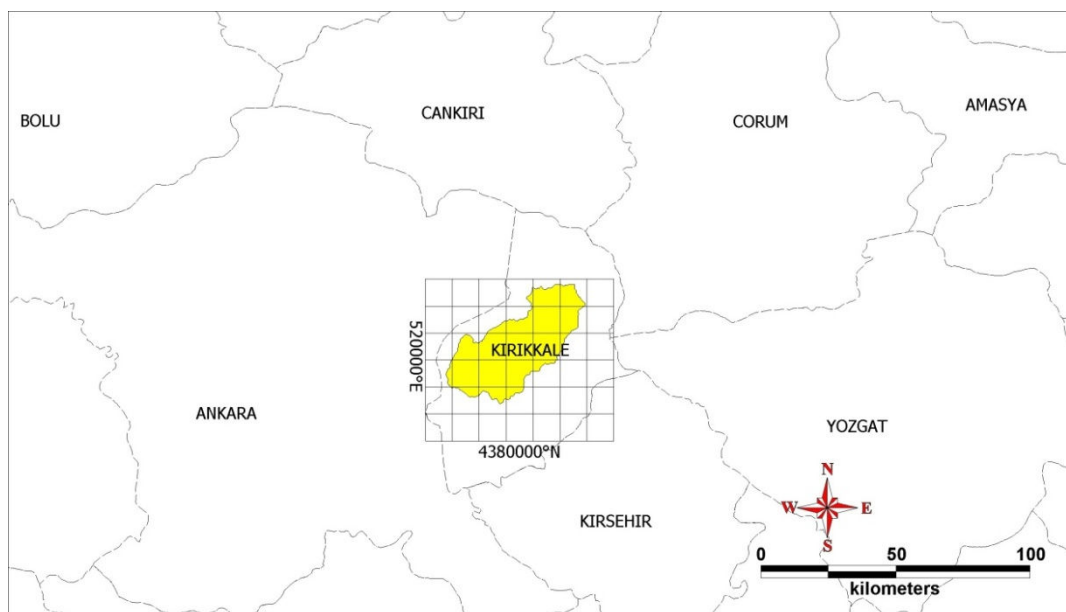 AMASYA
CANKIRI
BOLU
CORUM
520000°E
KIRIKKALE
ANKARA
YOZGAT
4380000°N
N
W
E
S
KIRSEHIR
0 50 100
kilometers